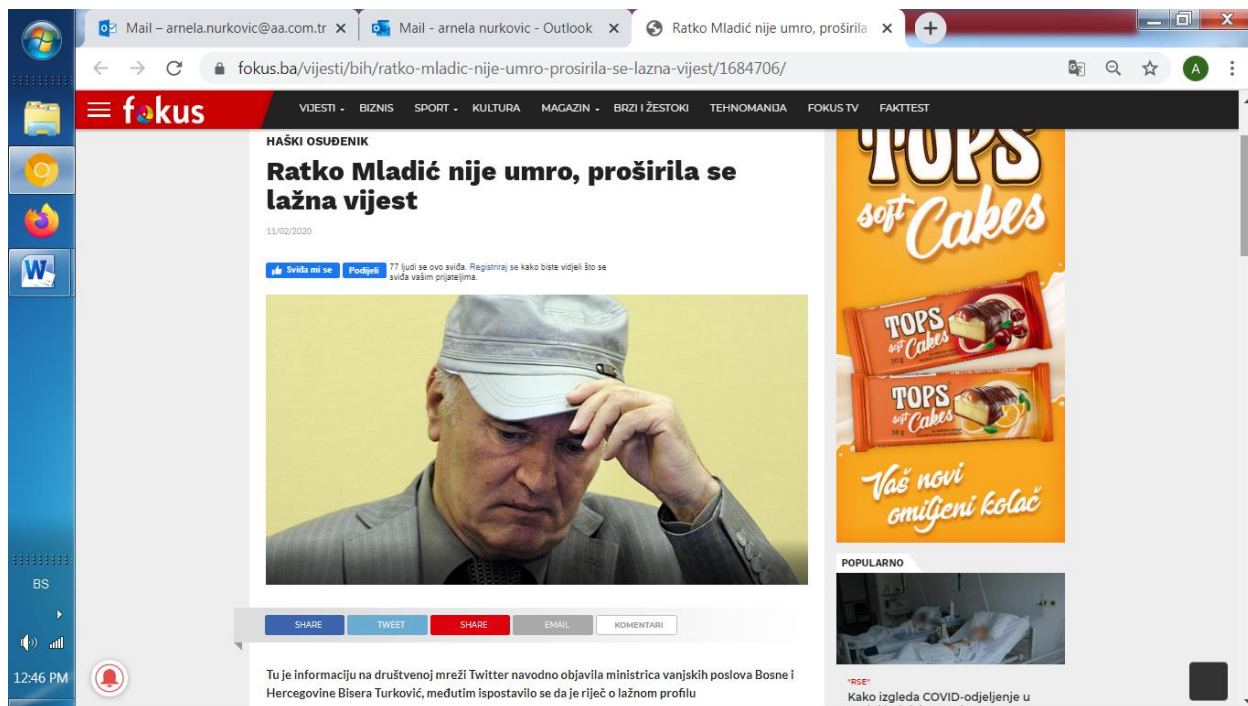 Mail – arnela.nurkovic@aa.com.tr
Mail - arnela nurkovic - Outlook
Ratko Mladić nije umro, proširila
fokus.ba/vijesti/bih/ratko-mladic-nije-umro-prosirila-se-lazna-vijest/1684706/
A
fokus
VIJESTI
BIZNIS
SPORT
KULTURA
MAGAZIN
BRZI I ŽESTOKI
TEHNOMANIJA
FOKUS TV
FAKTTEST
HAŠKI OSUĐENIK
Ratko Mladić nije umro, proširila se
lažna vijest
11/02/2020
Sviđa mi se
Podijeli
77 ljudi se ovo sviđa. Registriraj se kako biste vidjeli što se
sviđa vašim prijateljima.
SHARE
TWEET
SHARE
EMAIL
KOMENTARI
Tu je informaciju na društvenoj mreži Twitter navodno objavila ministrica vanjskih poslova Bosne i
Hercegovine Bisera Turković, međutim ispostavilo se da je riječ o lažnom profilu
TOPS
soft Cakes
TOPS
soft Cakes
TOPS
soft Cakes
Vaš novi
omiljeni kolač
POPULARNO
"RSE"
Kako izgleda COVID-odjeljenje u
W
BS
12:46 PM